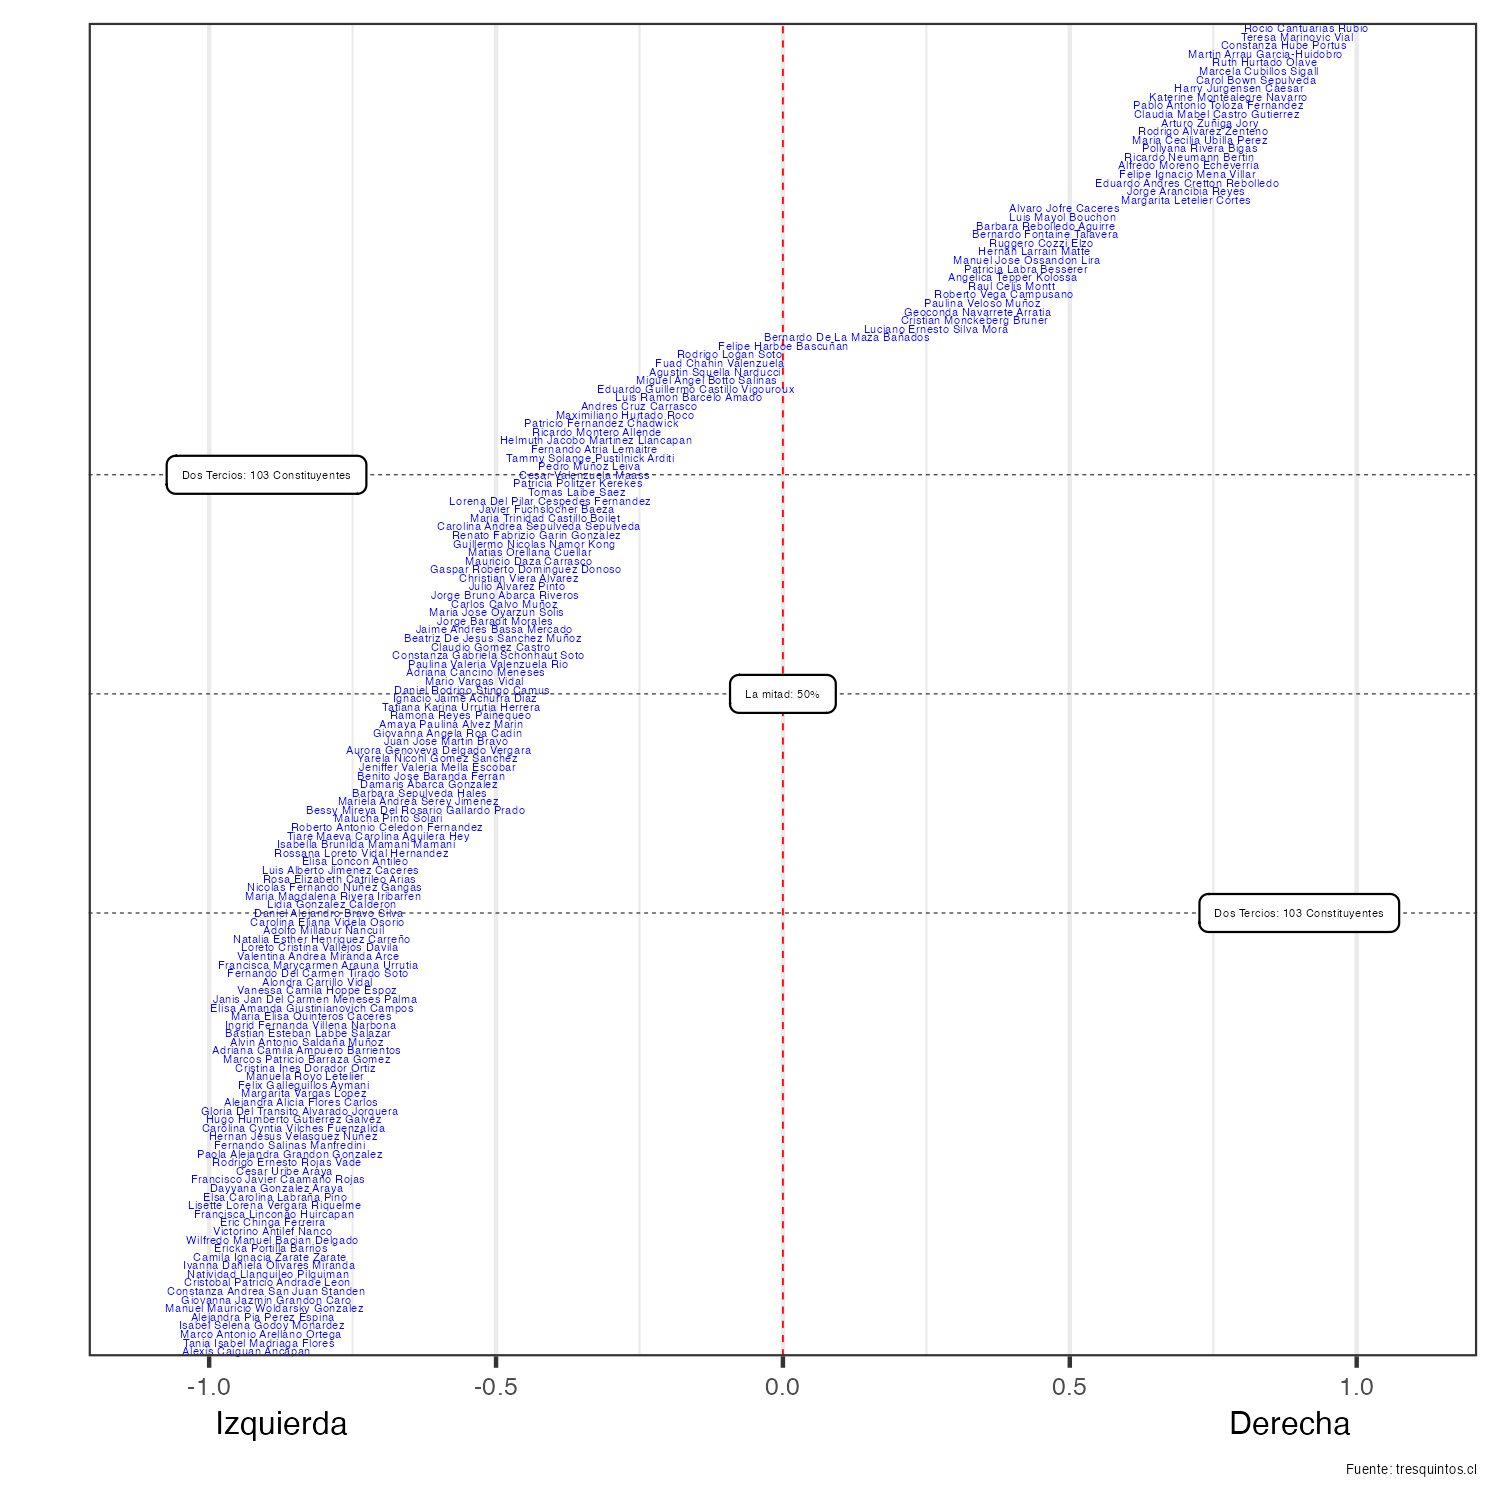 Rocio Cantuarias Rubio
Teresa Marinovic Vial
Constanza Hube Portus
Martin Arrau Garcia-Huidobro
Ruth Hurtado Olave
Marcela Cubillos Sigall
Carol Bown Sepulveda
Harry Jurgensen Caesar
Katerine Montealegre Navarro
Pablo Antonio Toloza Fernandez
Claudia Mabel Castro Gutierrez
Arturo Zuñiga Jory
Rodrigo Alvarez Zenteno
Maria Cecilia Ubilla Perez
Pollyana Rivera Bigas
Ricardo Neumann Bertin
Alfredo Moreno Echeverria
Felipe Ignacio Mena Villar
Eduardo Andres Cretton Rebolledo
Jorge Arancibia Reyes
Margarita Letelier Cortes
Alvaro Jofre Caceres
Luis Mayol Bouchon
Barbara Rebolledo Aguirre
Bernardo Fontaine Talavera
Ruggero Cozzi Elzo
Hernan Larrain Matte
Manuel Jose Ossandon Lira
Patricia Labra Besserer
Angelica Tepper Kolossa
Raul Celis Montt
Roberto Vega Campusano
Paulina Veloso Muñoz
Geoconda Navarrete Arratia
Cristian Monckeberg Bruner
Luciano Ernesto Silva Mora
Bernardo De La Maza Bañados
Felipe Harboe Bascuñan
Rodrigo Logan Soto
Fuad Chahin Valenzuela
Agustin Squella Narducci
Miguel Angel Botto Salinas
Eduardo Guillermo Castillo Vigouroux
Luis Ramon Barcelo Amado
Andres Cruz Carrasco
Maximiliano Hurtado Roco
Patricio Fernandez Chadwick
Ricardo Montero Allende
Helmuth Jacobo Martinez Llancapan
Fernando Atria Lemaitre
Tammy Solange Pustilnick Arditi
Pedro Muñoz Leiva
Dos Tercios: 103 Constituyentes
Cesar Valenzuela Maass
Patricia Politzer Kerekes
Tomas Laibe Saez
Lorena Del Pilar Cespedes Fernandez
Javier Fuchslocher Baeza
Maria Trinidad Castillo Boilet
Carolina Andrea Sepulveda Sepulveda
Renato Fabrizio Garin Gonzalez
Guillermo Nicolas Namor Kong
Matias Orellana Cuellar
Mauricio Daza Carrasco
Gaspar Roberto Dominguez Donoso
Christian Viera Alvarez
Julio Alvarez Pinto
Jorge Bruno Abarca Riveros
Carlos Calvo Muñoz
Maria Jose Oyarzun Solis
Jorge Baradit Morales
Jaime Andres Bassa Mercado
Beatriz De Jesus Sanchez Muñoz
Claudio Gomez Castro
Constanza Gabriela Schonhaut Soto
Paulina Valeria Valenzuela Rio
Adriana Cancino Meneses
Mario Vargas Vidal
Daniel Rodrigo Stingo Camus
La mitad: 50%
Ignacio Jaime Achurra Diaz
Tatiana Karina Urrutia Herrera
Ramona Reyes Painequeo
Amaya Paulina Alvez Marin
Giovanna Angela Roa Cadin
Juan Jose Martin Bravo
Aurora Genoveva Delgado Vergara
Yarela Nicohl Gomez Sanchez
Jeniffer Valeria Mella Escobar
Benito Jose Baranda Ferran
Damaris Abarca Gonzalez
Barbara Sepulveda Hales
Mariela Andrea Serey Jimenez
Bessy Mireya Del Rosario Gallardo Prado
Malucha Pinto Solari
Roberto Antonio Celedon Fernandez
Tiare Maeva Carolina Aguilera Hey
Isabella Brunilda Mamani Mamani
Rossana Loreto Vidal Hernandez
Elisa Loncon Antileo
Luis Alberto Jimenez Caceres
Rosa Elizabeth Catrileo Arias
Nicolas Fernando Nuñez Gangas
Maria Magdalena Rivera Iribarren
Lidia Gonzalez Calderon
Daniel Alejandro Bravo Silva
Dos Tercios: 103 Constituyentes
Carolina Eliana Videla Osorio
Adolfo Millabur Ñancuil
Natalia Esther Henriquez Carreño
Loreto Cristina Vallejos Davila
Valentina Andrea Miranda Arce
Francisca Marycarmen Arauna Urrutia
Fernando Del Carmen Tirado Soto
Alondra Carrillo Vidal
Vanessa Camila Hoppe Espoz
Janis Jan Del Carmen Meneses Palma
Elisa Amanda Giustinianovich Campos
Maria Elisa Quinteros Caceres
Ingrid Fernanda Villena Narbona
Bastian Esteban Labbe Salazar
Alvin Antonio Saldaña Muñoz
Adriana Camila Ampuero Barrientos
Marcos Patricio Barraza Gomez
Cristina Ines Dorador Ortiz
Manuela Royo Letelier
Felix Galleguillos Aymani
Margarita Vargas Lopez
Alejandra Alicia Flores Carlos
Gloria Del Transito Alvarado Jorquera
Hugo Humberto Gutierrez Galvez
Carolina Cyntia Vilches Fuenzalida
Hernan Jesus Velasquez Nuñez
Fernando Salinas Manfredini
Paola Alejandra Grandon Gonzalez
Rodrigo Ernesto Rojas Vade
Cesar Uribe Araya
Francisco Javier Caamaño Rojas
Dayyana Gonzalez Araya
Elsa Carolina Labraña Pino
Lisette Lorena Vergara Riquelme
Francisca Linconao Huircapan
Eric Chinga Ferreira
Victorino Antilef Ñanco
Wilfredo Manuel Bacian Delgado
Ericka Portilla Barrios
Camila Ignacia Zarate Zarate
Ivanna Daniela Olivares Miranda
Natividad Llanquileo Pilquiman
Cristobal Patricio Andrade Leon
Constanza Andrea San Juan Standen
Giovanna Jazmin Grandon Caro
Manuel Mauricio Woldarsky Gonzalez
Alejandra Pia Perez Espina
Isabel Selena Godoy Monardez
Marco Antonio Arellano Ortega
Tania Isabel Madriaga Flores
Alexis Caiguan Ancapan
-1.0 -0.5 0.0 0.5 1.0
Izquierda Derecha
Fuente: tresquintos.cl